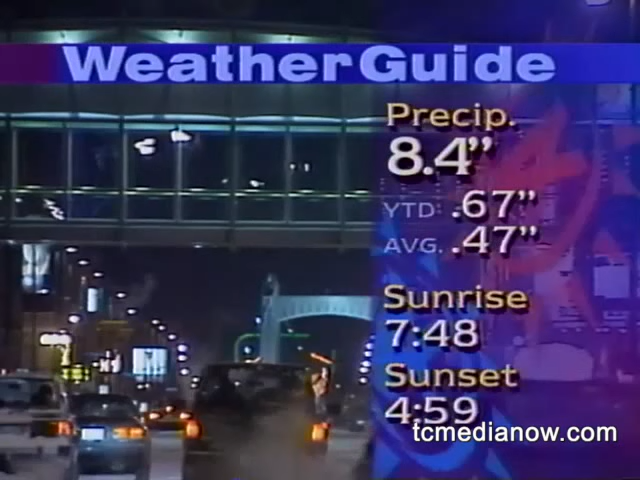 WeatherGuide
Precip.
8.4"
YTD .67"
AVG. .47"
Sunrise
7:48
Sunset
4:59
tcmedianow.com